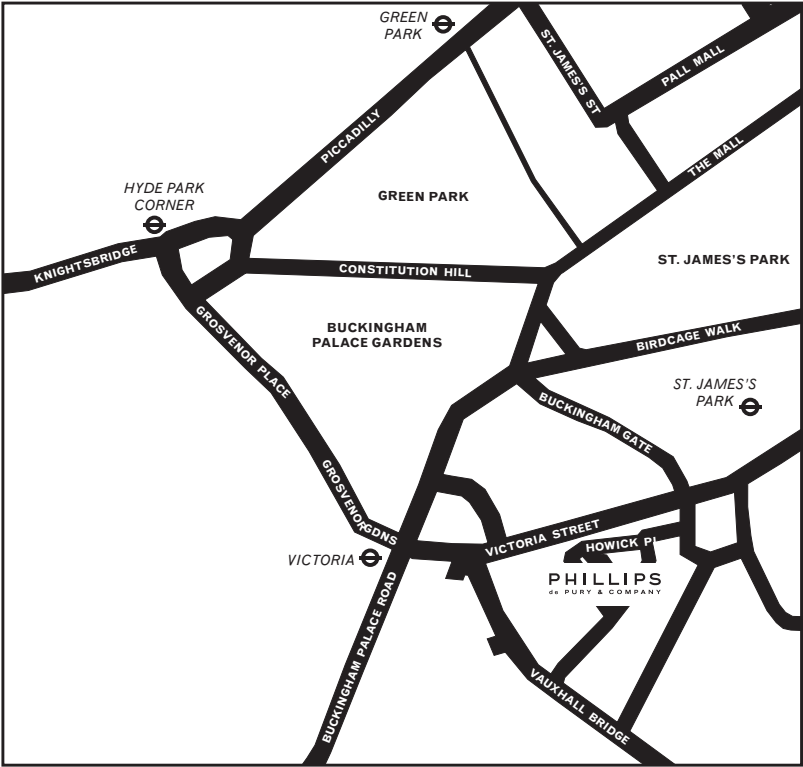 GREEN
PARK
ST. JAMES'S ST
PALL MALL
PICCADILLY
THE MALL
HYDE PARK
CORNER
GREEN PARK
KNIGHTSBRIDGE
CONSTITUTION HILL
ST. JAMES'S PARK
GROSVENOR PLACE
BUCKINGHAM
PALACE GARDENS
BIRDCAGE WALK
ST. JAMES'S
PARK
BUCKINGHAM GATE
GROSVENOR GDNS
VICTORIA STREET
HOWICK PL
VICTORIA
PHILLIPS
de PURY & COMPANY
BUCKINGHAM PALACE ROAD
VAUXHALL BRIDGE